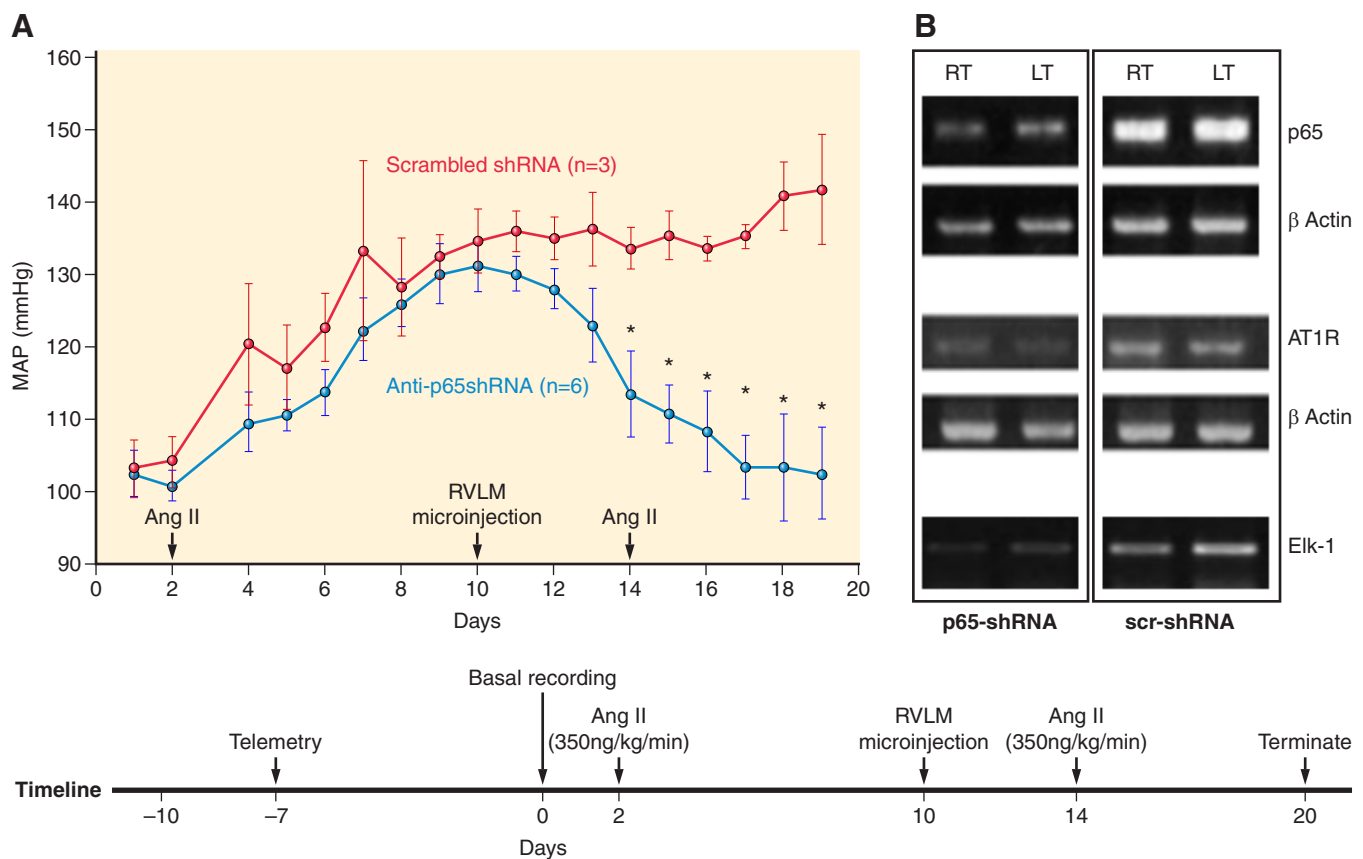 A
160
150
140
130
120
110
100
90
MAP (mmHg)
Scrambled shRNA (n=3)
Anti-p65shRNA (n=6)
*
*
*
*
*
*
Ang II
RVLM
microinjection
Ang II
0 2 4 6 8 10 12 14 16 18 20
Days
B
RT LT RT LT
p65
β Actin
AT1R
β Actin
Elk-1
p65-shRNA scr-shRNA
Basal recording
Telemetry
Ang II
(350ng/kg/min)
RVLM
microinjection
Ang II
(350ng/kg/min)
Terminate
Timeline
–10 –7 0 2 10 14 20
Days